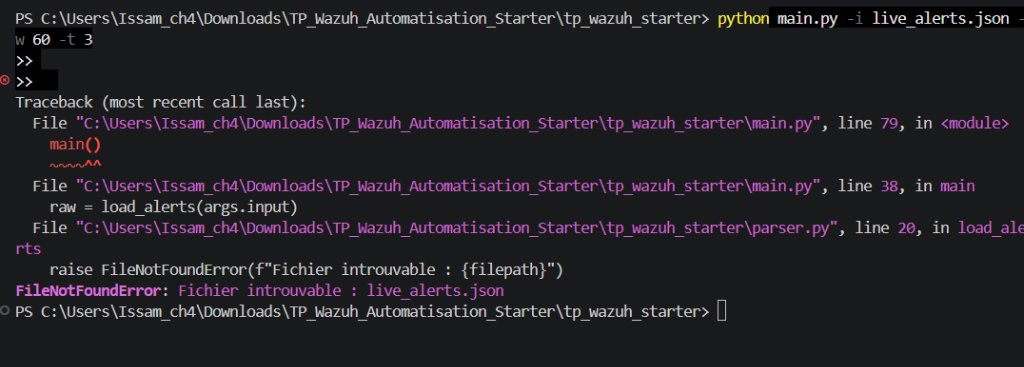 PS C:\Users\Issam_ch4\Downloads\TP_Wazuh_Automatisation_Starter\tp_wazuh_starter> python main.py -i live_alerts.json -
w 60 -t 3
>>
>>
Traceback (most recent call last):
  File "C:\Users\Issam_ch4\Downloads\TP_Wazuh_Automatisation_Starter\tp_wazuh_starter\main.py", line 79, in <module>
    main()
    ~~~~^^
  File "C:\Users\Issam_ch4\Downloads\TP_Wazuh_Automatisation_Starter\tp_wazuh_starter\main.py", line 38, in main
    raw = load_alerts(args.input)
  File "C:\Users\Issam_ch4\Downloads\TP_Wazuh_Automatisation_Starter\tp_wazuh_starter\parser.py", line 20, in load_ale
rts
    raise FileNotFoundError(f"Fichier introuvable : {filepath}")
FileNotFoundError: Fichier introuvable : live_alerts.json
PS C:\Users\Issam_ch4\Downloads\TP_Wazuh_Automatisation_Starter\tp_wazuh_starter>